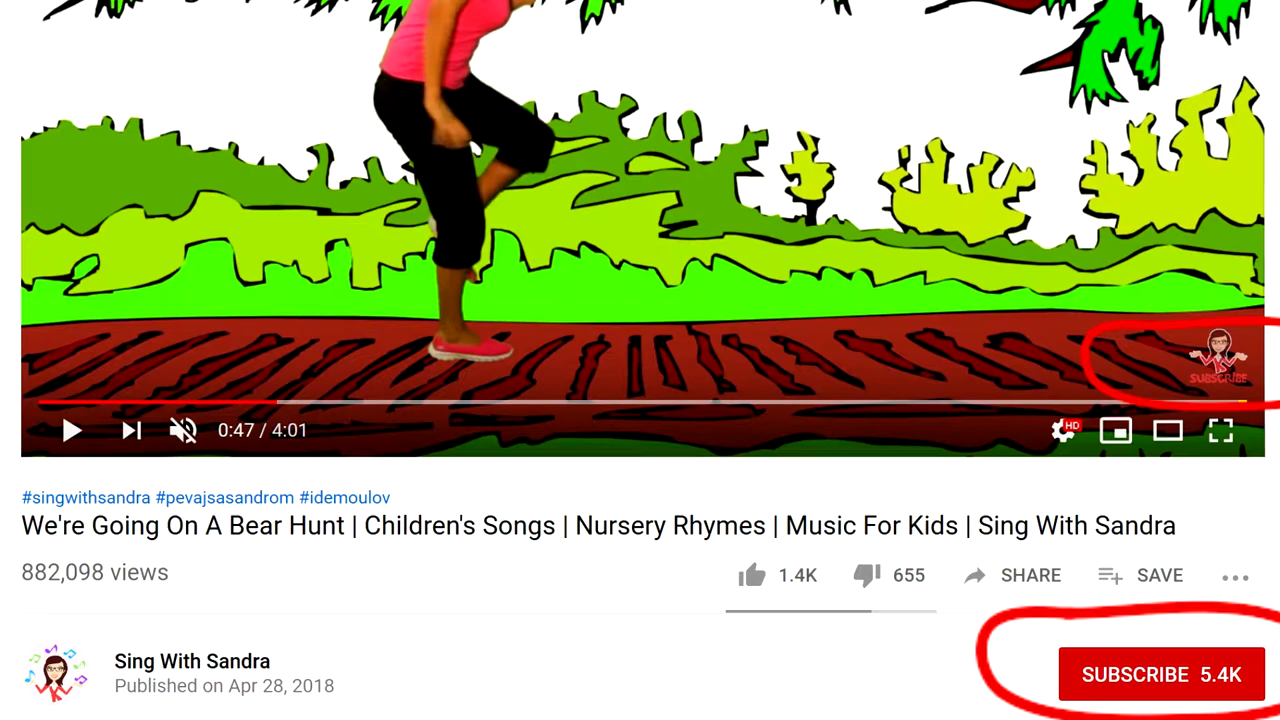 SUBSCRIBE
0:47 / 4:01
HD
#singwithsandra #pevajsasandrom #idemoulov
We're Going On A Bear Hunt | Children's Songs | Nursery Rhymes | Music For Kids | Sing With Sandra
882,098 views
1.4K 655 SHARE SAVE
Sing With Sandra
Published on Apr 28, 2018
SUBSCRIBE 5.4K